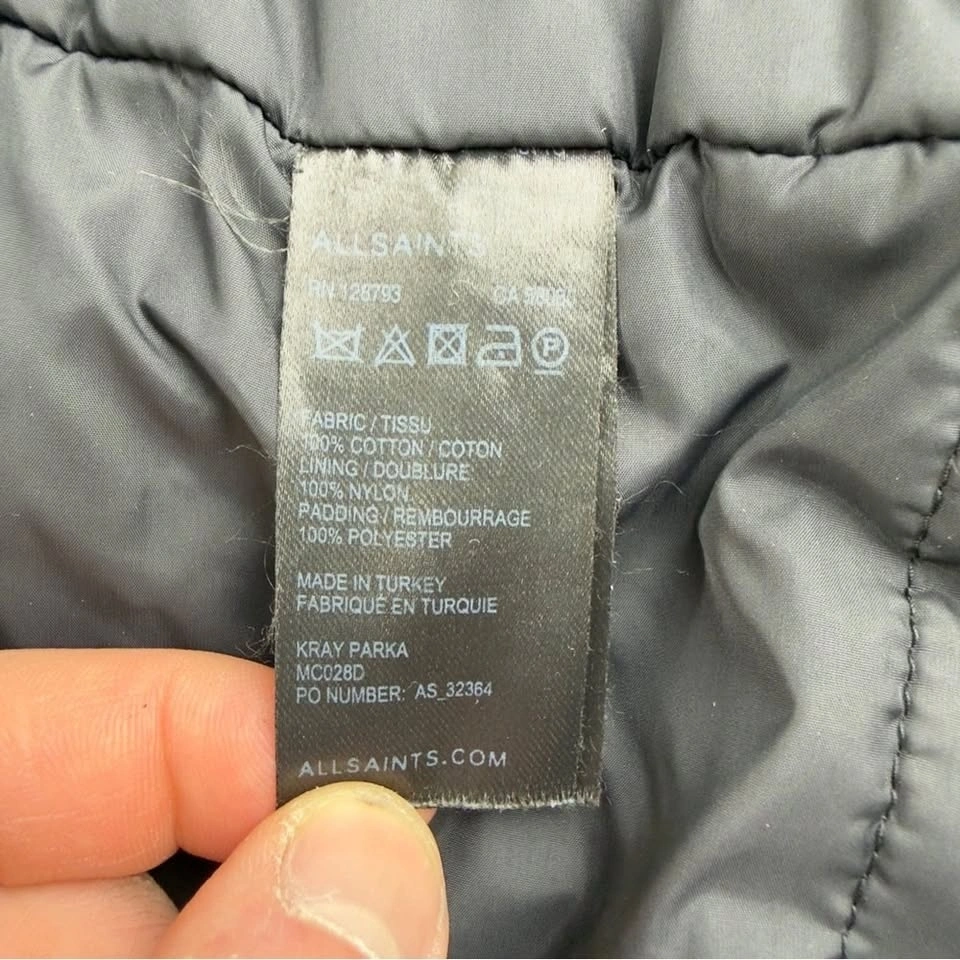 ALLSAINTS
RN 128793 CA
P
FABRIC / TISSU
100% COTTON / COTON
LINING / DOUBLURE
100% NYLON
PADDING / REMBOURRAGE
100% POLYESTER
MADE IN TURKEY
FABRIQUÉ EN TURQUIE
KRAY PARKA
MC028D
PO NUMBER: AS_32364
ALLSAINTS.COM